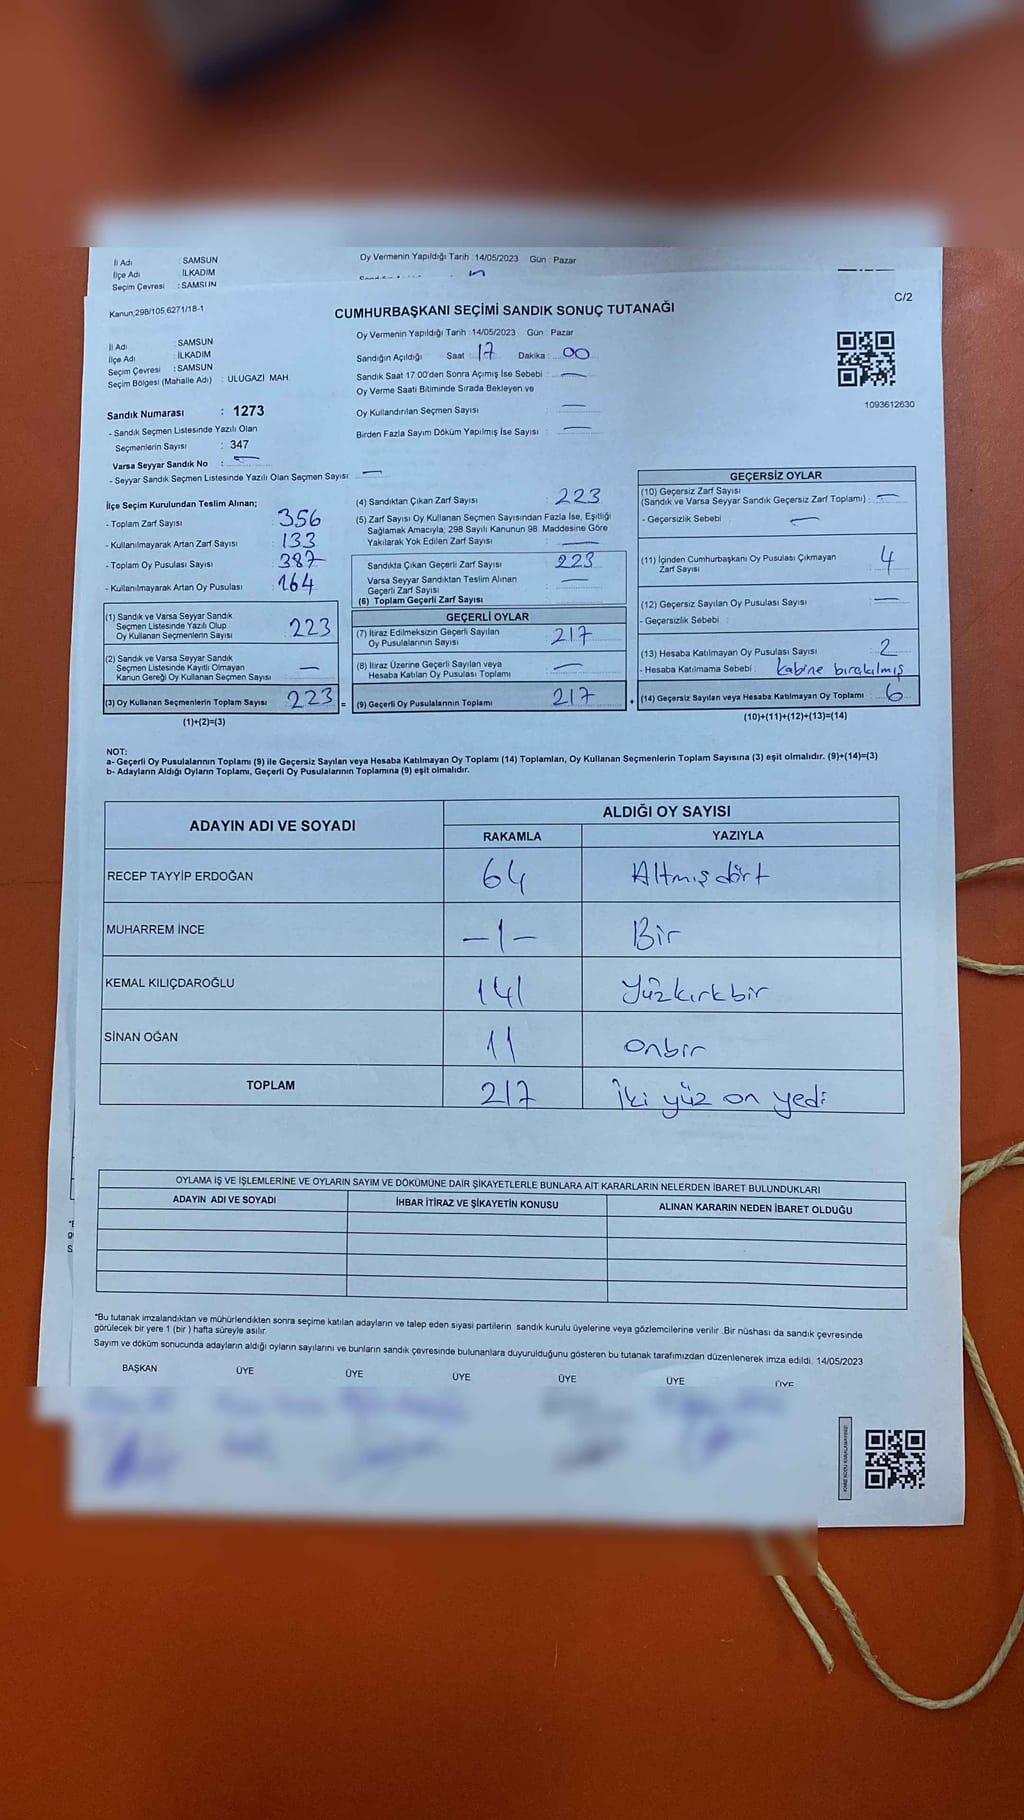 İl Adı : SAMSUN
İlçe Adı : İLKADIM
Seçim Çevresi : SAMSUN
Oy Vermenin Yapıldığı Tarih : 14/05/2023 Gün : Pazar
Kanun,298/105,6271/18-1
CUMHURBAŞKANI SEÇİMİ SANDIK SONUÇ TUTANAĞI
C/2
İl Adı : SAMSUN
İlçe Adı : İLKADIM
Seçim Çevresi : SAMSUN
Seçim Bölgesi (Mahalle Adı) : ULUGAZİ MAH.
Sandık Numarası : 1273
- Sandık Seçmen Listesinde Yazılı Olan
Seçmenlerin Sayısı : 347
Varsa Seyyar Sandık No : —
- Seyyar Sandık Seçmen Listesinde Yazılı Olan Seçmen Sayısı: —
Oy Vermenin Yapıldığı Tarih : 14/05/2023 Gün : Pazar
Sandığın Açıldığı Saat : 17 Dakika : 00
Sandık Saat 17:00'den Sonra Açımış İse Sebebi : —
Oy Verme Saati Bitiminde Sırada Bekleyen ve
Oy Kullandırılan Seçmen Sayısı —
Birden Fazla Sayım Döküm Yapılmış İse Sayısı : —
1093612630
İlçe Seçim Kurulundan Teslim Alınan;
- Toplam Zarf Sayısı : 356
- Kullanılmayarak Artan Zarf Sayısı : 133
- Toplam Oy Pusulası Sayısı : 387
- Kullanılmayarak Artan Oy Pusulası : 164
(1) Sandık ve Varsa Seyyar Sandık
Seçmen Listesinde Yazılı Olup
Oy Kullanan Seçmenlerin Sayısı : 223
(2) Sandık ve Varsa Seyyar Sandık
Seçmen Listesinde Kayıtlı Olmayan
Kanun Gereği Oy Kullanan Seçmen Sayısı : —
(3) Oy Kullanan Seçmenlerin Toplam Sayısı : 223 =
(1)+(2)=(3)
(4) Sandıktan Çıkan Zarf Sayısı : 223
(5) Zarf Sayısı Oy Kullanan Seçmen Sayısından Fazla İse, Eşitliği
Sağlamak Amacıyla; 298 Sayılı Kanunun 98. Maddesine Göre
Yakılarak Yok Edilen Zarf Sayısı : —
Sandıkta Çıkan Geçerli Zarf Sayısı : 223
Varsa Seyyar Sandıktan Teslim Alınan
Geçerli Zarf Sayısı : —
(6) Toplam Geçerli Zarf Sayısı
GEÇERLİ OYLAR
(7) İtiraz Edilmeksizin Geçerli Sayılan
Oy Pusulalarının Sayısı : 217
(8) İtiraz Üzerine Geçerli Sayılan veya
Hesaba Katılan Oy Pusulası Toplamı : —
(9) Geçerli Oy Pusulalarının Toplamı : 217 +
GEÇERSİZ OYLAR
(10) Geçersiz Zarf Sayısı
(Sandık ve Varsa Seyyar Sandık Geçersiz Zarf Toplamı) : —
- Geçersizlik Sebebi : —
(11) İçinden Cumhurbaşkanı Oy Pusulası Çıkmayan
Zarf Sayısı : 4
(12) Geçersiz Sayılan Oy Pusulası Sayısı : —
- Geçersizlik Sebebi :
(13) Hesaba Katılmayan Oy Pusulası Sayısı : 2
- Hesaba Katılmama Sebebi : kabine bırakılmış
(14) Geçersiz Sayılan veya Hesaba Katılmayan Oy Toplamı : 6
(10)+(11)+(12)+(13)=(14)
NOT:
a- Geçerli Oy Pusulalarının Toplamı (9) ile Geçersiz Sayılan veya Hesaba Katılmayan Oy Toplamı (14) Toplamları, Oy Kullanan Seçmenlerin Toplam Sayısına (3) eşit olmalıdır. (9)+(14)=(3)
b- Adayların Aldığı Oyların Toplamı, Geçerli Oy Pusulalarının Toplamına (9) eşit olmalıdır.
ADAYIN ADI VE SOYADI
ALDIĞI OY SAYISI
RAKAMLA YAZIYLA
RECEP TAYYİP ERDOĞAN 64 Altmış dört
MUHARREM İNCE -1- Bir
KEMAL KILIÇDAROĞLU 141 Yüzkırkbir
SİNAN OĞAN 11 onbir
TOPLAM 217 İki yüz on yedi
OYLAMA İŞ VE İŞLEMLERİNE VE OYLARIN SAYIM VE DÖKÜMÜNE DAİR ŞİKAYETLERLE BUNLARA AİT KARARLARIN NELERDEN İBARET BULUNDUKLARI
ADAYIN ADI VE SOYADI İHBAR İTİRAZ VE ŞİKAYETİN KONUSU ALINAN KARARIN NEDEN İBARET OLDUĞU
*Bu tutanak imzalandıktan ve mühürlendikten sonra seçime katılan adayların ve talep eden siyasi partilerin sandık kurulu üyelerine veya gözlemcilerine verilir .Bir nüshası da sandık çevresinde
görülecek bir yere 1 (bir ) hafta süreyle asılır.
Sayım ve döküm sonucunda adayların aldığı oyların sayılarını ve bunların sandık çevresinde bulunanlara duyurulduğunu gösteren bu tutanak tarafımızdan düzenlenerek imza edildi. 14/05/2023
BAŞKAN ÜYE ÜYE ÜYE ÜYE ÜYE ÜYE